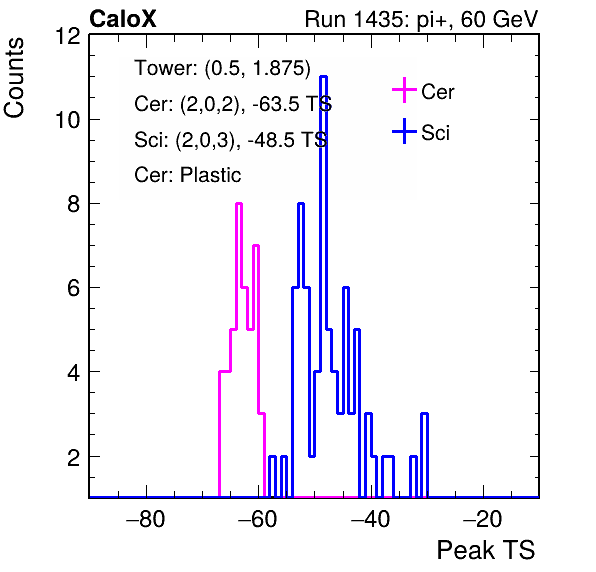 CaloX Run 1435: pi+, 60 GeV
Counts
12
10
8
6
4
2
Tower: (0.5, 1.875)
Cer: (2,0,2), -63.5 TS
Sci: (2,0,3), -48.5 TS
Cer: Plastic
Cer
Sci
−80 −60 −40 −20
Peak TS